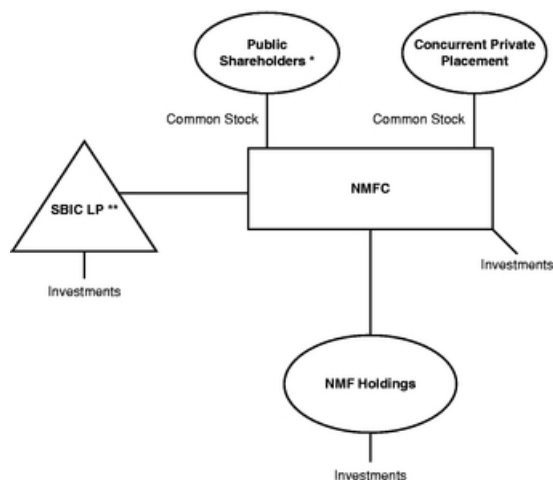 Public
Shareholders *
Concurrent Private
Placement
Common Stock
Common Stock
SBIC LP **
NMFC
Investments
Investments
NMF Holdings
Investments